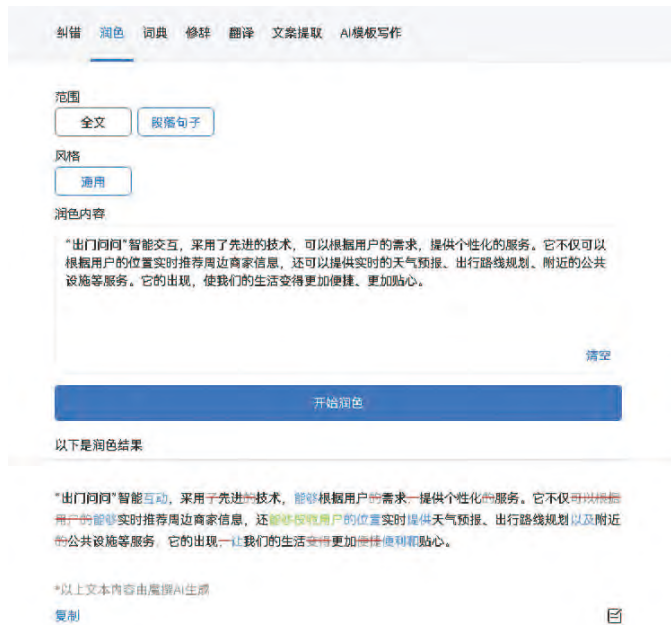 纠错 润色 词典 修辞 翻译 文案提取 AI模板写作
范围
全文 段落句子
风格
通用
润色内容
“出门问问”智能交互，采用了先进的技术，可以根据用户的需求，提供个性化的服务。它不仅可以
根据用户的位置实时推荐周边商家信息，还可以提供实时的天气预报、出行路线规划、附近的公共
设施等服务。它的出现，使我们的生活变得更加便捷、更加贴心。
清空
开始润色
以下是润色结果
“出门问问”智能互动，采用了先进的技术，能够根据用户的需求，提供个性化的服务。它不仅可以根据
用户的能够实时推荐周边商家信息，还能够按照用户的位置实时提供天气预报、出行路线规划以及附近
的公共设施等服务。它的出现，让我们的生活变得更加便捷便利和贴心。
*以上文本内容由魔撰AI生成
复制